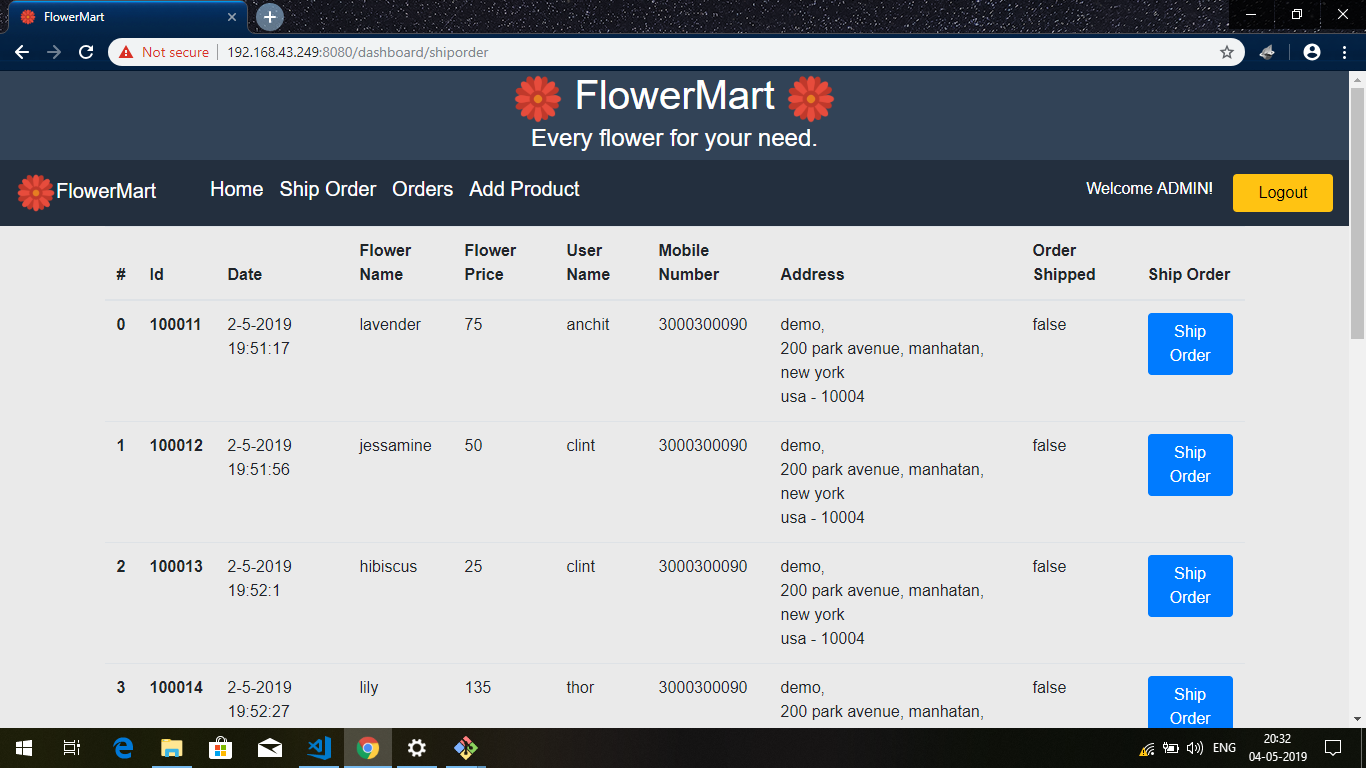 FlowerMart
Not secure 192.168.43.249:8080/dashboard/shiporder
FlowerMart
Every flower for your need.
FlowerMart Home Ship Order Orders Add Product Welcome ADMIN! Logout
Flower Flower User Mobile Order
# Id Date Name Price Name Number Address Shipped Ship Order
0 100011 2-5-2019 lavender 75 anchit 3000300090 demo, false Ship
19:51:17 200 park avenue, manhatan, Order
new york
usa - 10004
1 100012 2-5-2019 jessamine 50 clint 3000300090 demo, false Ship
19:51:56 200 park avenue, manhatan, Order
new york
usa - 10004
2 100013 2-5-2019 hibiscus 25 clint 3000300090 demo, false Ship
19:52:1 200 park avenue, manhatan, Order
new york
usa - 10004
3 100014 2-5-2019 lily 135 thor 3000300090 demo, false Ship
19:52:27 200 park avenue, manhatan, Order
ENG 20:32
04-05-2019